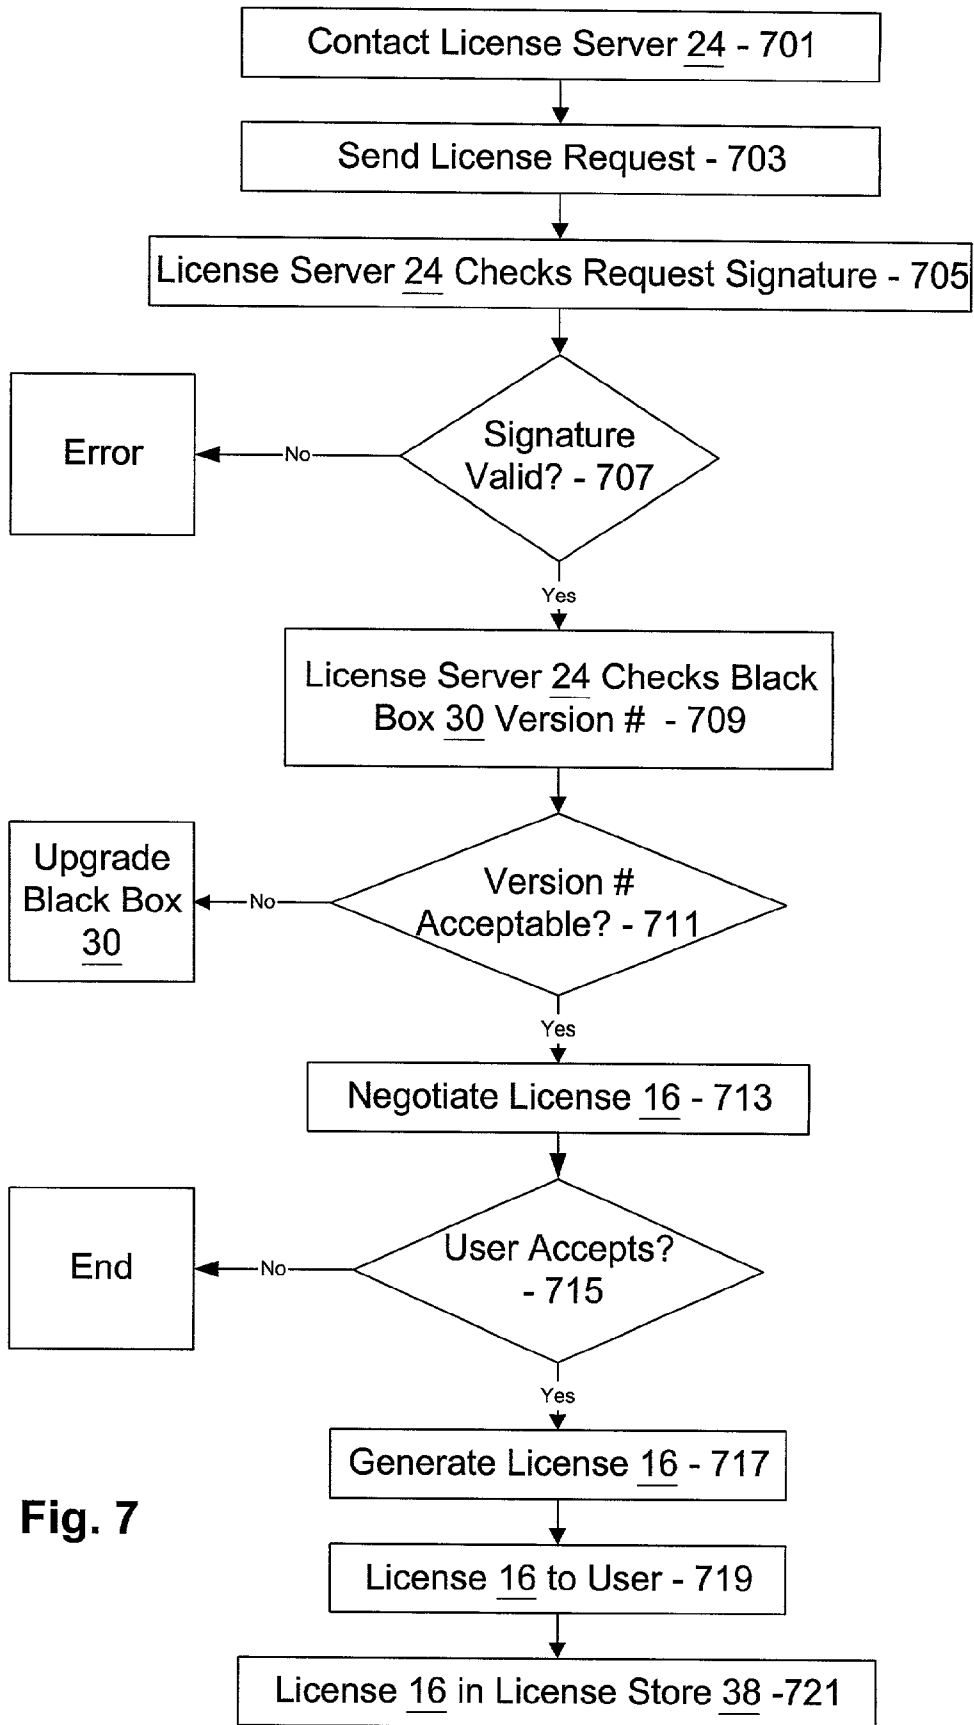 Contact License Server 24 - 701
Send License Request - 703
License Server 24 Checks Request Signature - 705
Signature
Valid? - 707
No
Error
Yes
License Server 24 Checks Black
Box 30 Version # - 709
Version #
Acceptable? - 711
No
Upgrade
Black Box
30
Yes
Negotiate License 16 - 713
User Accepts?
- 715
No
End
Yes
Generate License 16 - 717
Fig. 7
License 16 to User - 719
License 16 in License Store 38 -721